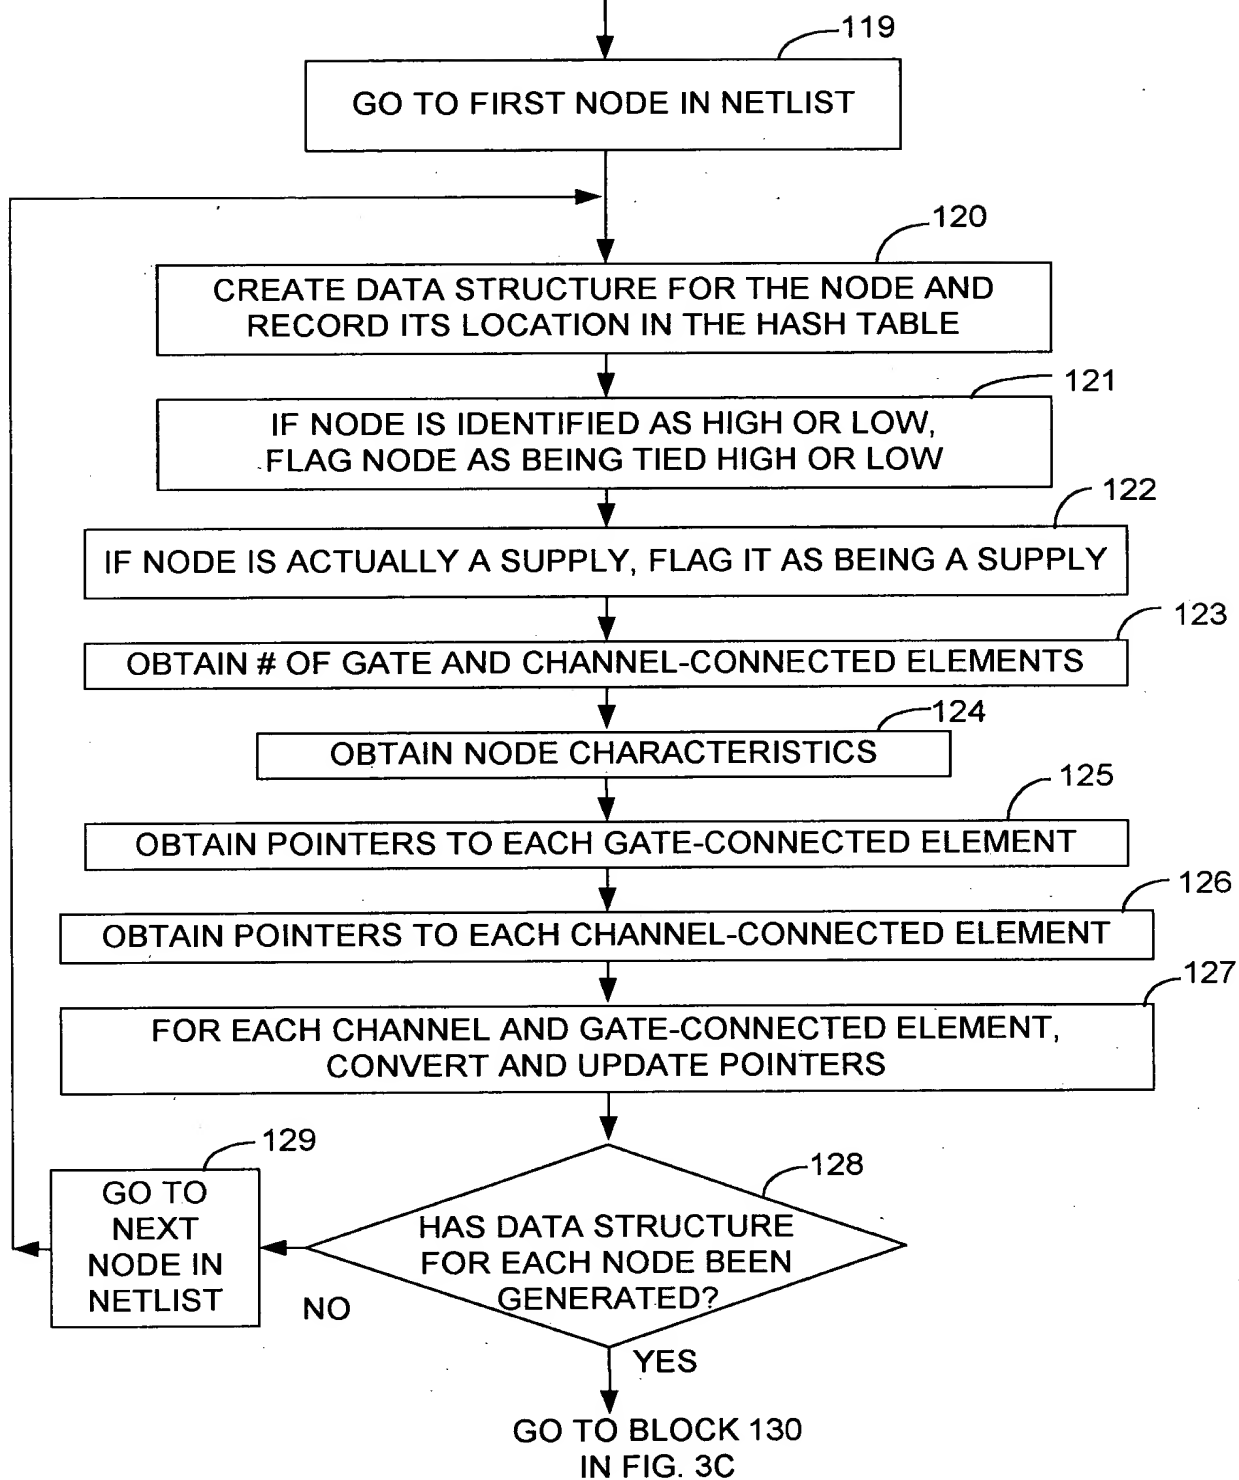 119
GO TO FIRST NODE IN NETLIST
120
CREATE DATA STRUCTURE FOR THE NODE AND
RECORD ITS LOCATION IN THE HASH TABLE
121
IF NODE IS IDENTIFIED AS HIGH OR LOW,
FLAG NODE AS BEING TIED HIGH OR LOW
122
IF NODE IS ACTUALLY A SUPPLY, FLAG IT AS BEING A SUPPLY
123
OBTAIN # OF GATE AND CHANNEL-CONNECTED ELEMENTS
124
OBTAIN NODE CHARACTERISTICS
125
OBTAIN POINTERS TO EACH GATE-CONNECTED ELEMENT
126
OBTAIN POINTERS TO EACH CHANNEL-CONNECTED ELEMENT
127
FOR EACH CHANNEL AND GATE-CONNECTED ELEMENT,
CONVERT AND UPDATE POINTERS
128
HAS DATA STRUCTURE
FOR EACH NODE BEEN
GENERATED?
129
GO TO
NEXT
NODE IN
NETLIST
NO
YES
GO TO BLOCK 130
IN FIG. 3C